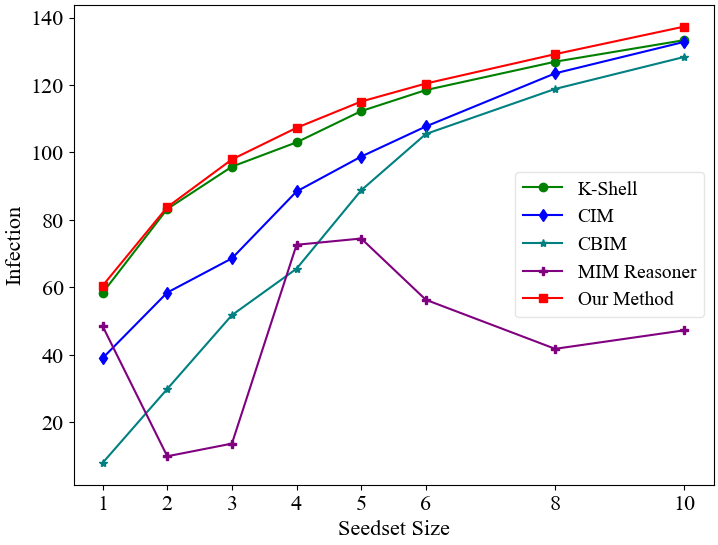 140
120
100
80
60
40
20
Infection
K-Shell
CIM
CBIM
MIM Reasoner
Our Method
1 2 3 4 5 6 8 10
Seedset Size